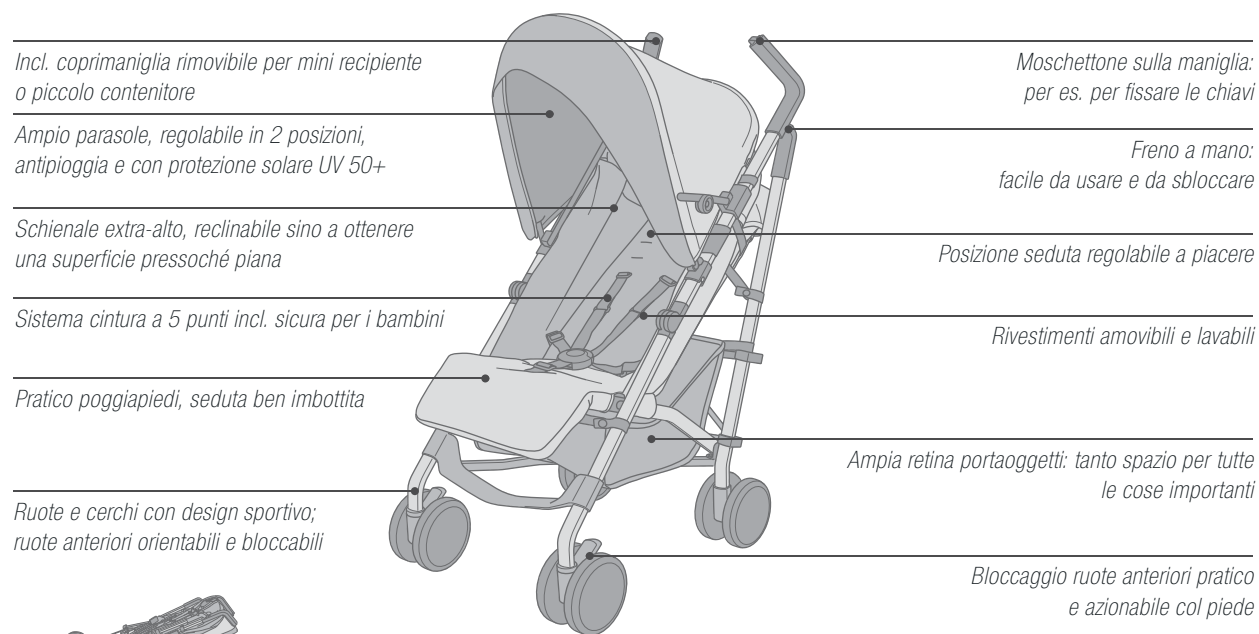 Incl. coprimaniglia rimovibile per mini recipiente
o piccolo contenitore
Ampio parasole, regolabile in 2 posizioni,
antipioggia e con protezione solare UV 50+
Schienale extra-alto, reclinabile sino a ottenere
una superficie pressoché piana
Sistema cintura a 5 punti incl. sicura per i bambini
Pratico poggiapiedi, seduta ben imbottita
Ruote e cerchi con design sportivo;
ruote anteriori orientabili e bloccabili
Moschettone sulla maniglia:
per es. per fissare le chiavi
Freno a mano:
facile da usare e da sbloccare
Posizione seduta regolabile a piacere
Rivestimenti amovibili e lavabili
Ampia retina portaoggetti: tanto spazio per tutte
le cose importanti
Bloccaggio ruote anteriori pratico
e azionabile col piede